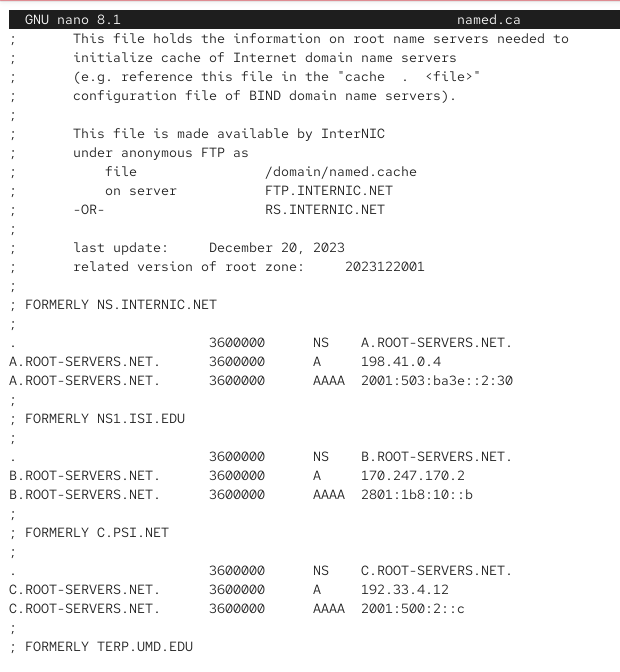 GNU nano 8.1 named.ca
; This file holds the information on root name servers needed to
; initialize cache of Internet domain name servers
; (e.g. reference this file in the "cache . <file>"
; configuration file of BIND domain name servers).
;
; This file is made available by InterNIC
; under anonymous FTP as
; file /domain/named.cache
; on server FTP.INTERNIC.NET
; -OR- RS.INTERNIC.NET
;
; last update: December 20, 2023
; related version of root zone: 2023122001
;
; FORMERLY NS.INTERNIC.NET
;
. 3600000 NS A.ROOT-SERVERS.NET.
A.ROOT-SERVERS.NET. 3600000 A 198.41.0.4
A.ROOT-SERVERS.NET. 3600000 AAAA 2001:503:ba3e::2:30
;
; FORMERLY NS1.ISI.EDU
;
. 3600000 NS B.ROOT-SERVERS.NET.
B.ROOT-SERVERS.NET. 3600000 A 170.247.170.2
B.ROOT-SERVERS.NET. 3600000 AAAA 2801:1b8:10::b
;
; FORMERLY C.PSI.NET
;
. 3600000 NS C.ROOT-SERVERS.NET.
C.ROOT-SERVERS.NET. 3600000 A 192.33.4.12
C.ROOT-SERVERS.NET. 3600000 AAAA 2001:500:2::c
;
; FORMERLY TERP.UMD.EDU